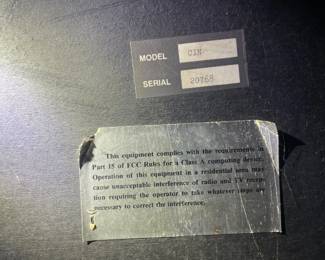 MODEL CIN
SERIAL 20768
This equipment complies with the requirements in
Part 15 of FCC Rules for a Class A computing device.
Operation of this equipment in a residential area may
cause unacceptable interference of radio and TV recep-
tion requiring the operator to take whatever steps are
necessary to correct the interference.